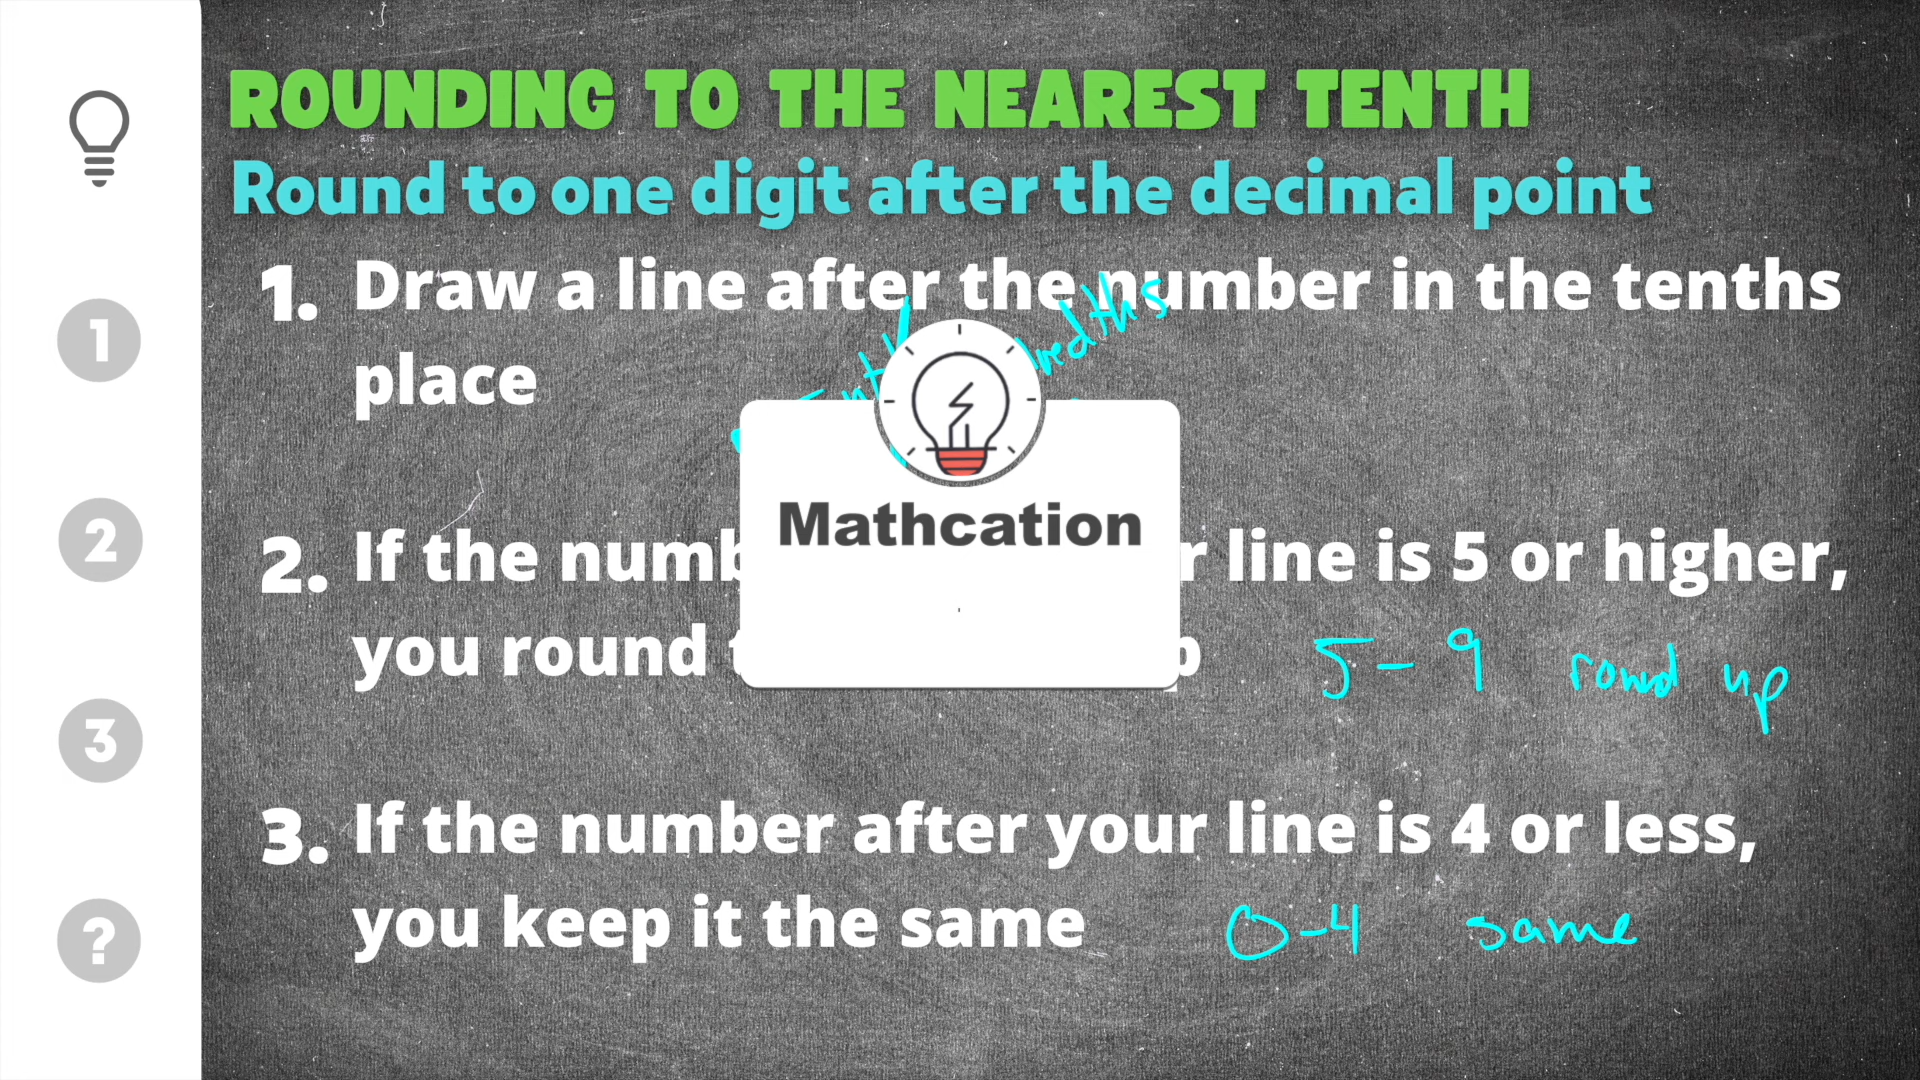 ROUNDING TO THE NEAREST TENTH
Round to one digit after the decimal point
1
1. Draw a line after the number in the tenths
place
Mathcation
2
2. If the line is 5 or higher,
you round
5-9 round up
3
3. If the number after your line is 4 or less,
you keep it the same
0-4 same
?